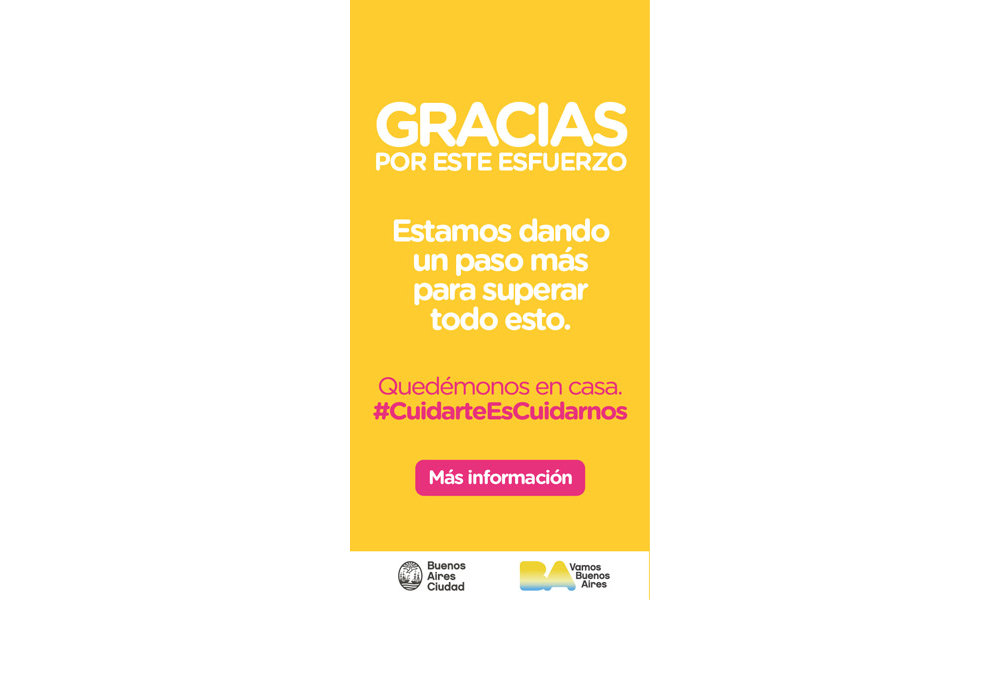 GRACIAS
POR ESTE ESFUERZO
Estamos dando
un paso más
para superar
todo esto.
Quedémonos en casa.
#CuidarteEsCuidarnos
Más información
Buenos
Aires
Ciudad
BA
Vamos
Buenos
Aires